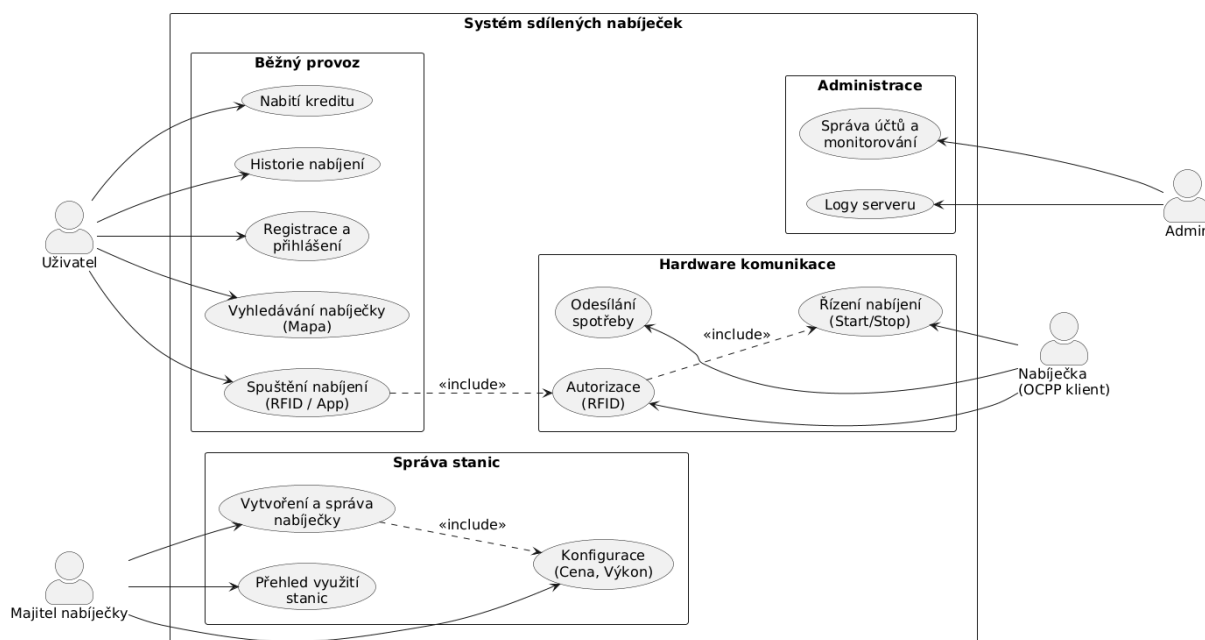 Systém sdílených nabíječek
Běžný provoz
Nabití kreditu
Historie nabíjení
Registrace a
přihlášení
Vyhledávání nabíječky
(Mapa)
Spuštění nabíjení
(RFID / App)
Uživatel
Administrace
Správa účtů a
monitorování
Logy serveru
Admin
Hardware komunikace
Odesílání
spotřeby
Řízení nabíjení
(Start/Stop)
«include»
Autorizace
(RFID)
«include»
Nabíječka
(OCPP klient)
Správa stanic
Vytvoření a správa
nabíječky
«include»
Konfigurace
(Cena, Výkon)
Přehled využití
stanic
Majitel nabíječky